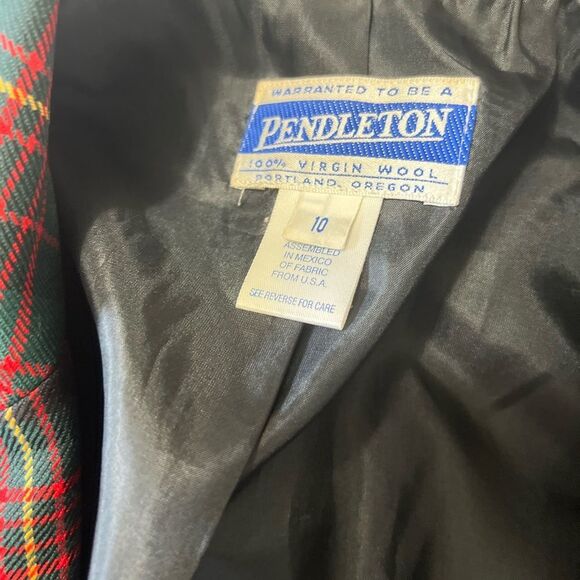 WARRANTED TO BE A
PENDLETON
100% VIRGIN WOOL
PORTLAND, OREGON
10
ASSEMBLED
IN MEXICO
OF FABRIC
FROM U.S.A.
SEE REVERSE FOR CARE